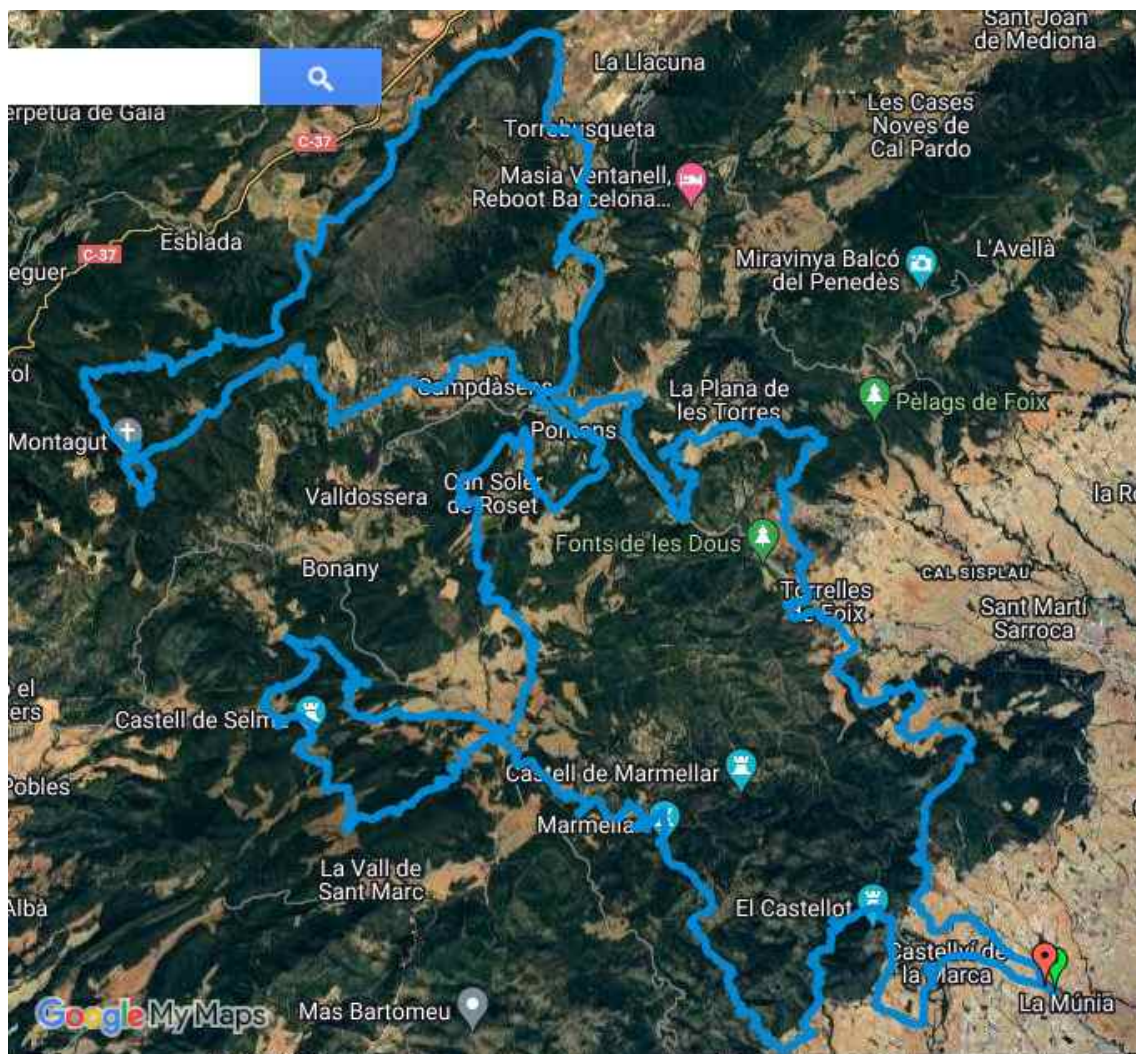 Sant Joan
de Mediona
La Llacuna
erpètua de Gaià
C-37
Les Cases
Noves de
Cal Pardo
Torrebusqueta
Masia Ventanell,
Reboot Barcelona...
Esblada
C-37
eguer
L'Avellà
Miravinya Balcó
del Penedès
rol
Campdàsens
La Plana de
les Torres
Pèlags de Foix
Montagut
Pontons
Valldossera
Can Soler
de Roset
la R
Fonts de les Dous
Bonany
CAL SISPLAU
Torrelles
de Foix
Sant Martí
Sarroca
o el
ers
Castell de Selm
Castell de Marmellar
Pobles
Marmella
La Vall de
Sant Marc
Albà
El Castellot
Castellví de
la Marca
La Múnia
Mas Bartomeu
Google My Maps